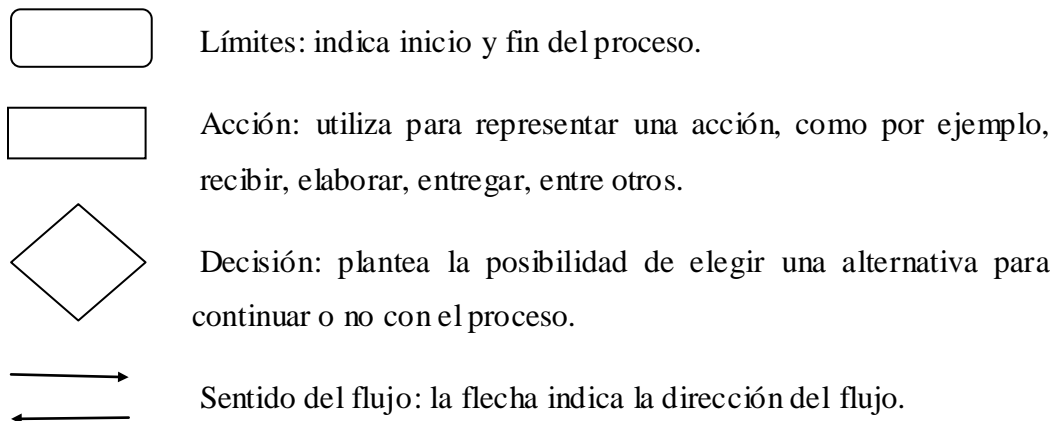 Límites: indica inicio y fin del proceso.
Acción: utiliza para representar una acción, como por ejemplo,
recibir, elaborar, entregar, entre otros.
Decisión: plantea la posibilidad de elegir una alternativa para
continuar o no con el proceso.
Sentido del flujo: la flecha indica la dirección del flujo.